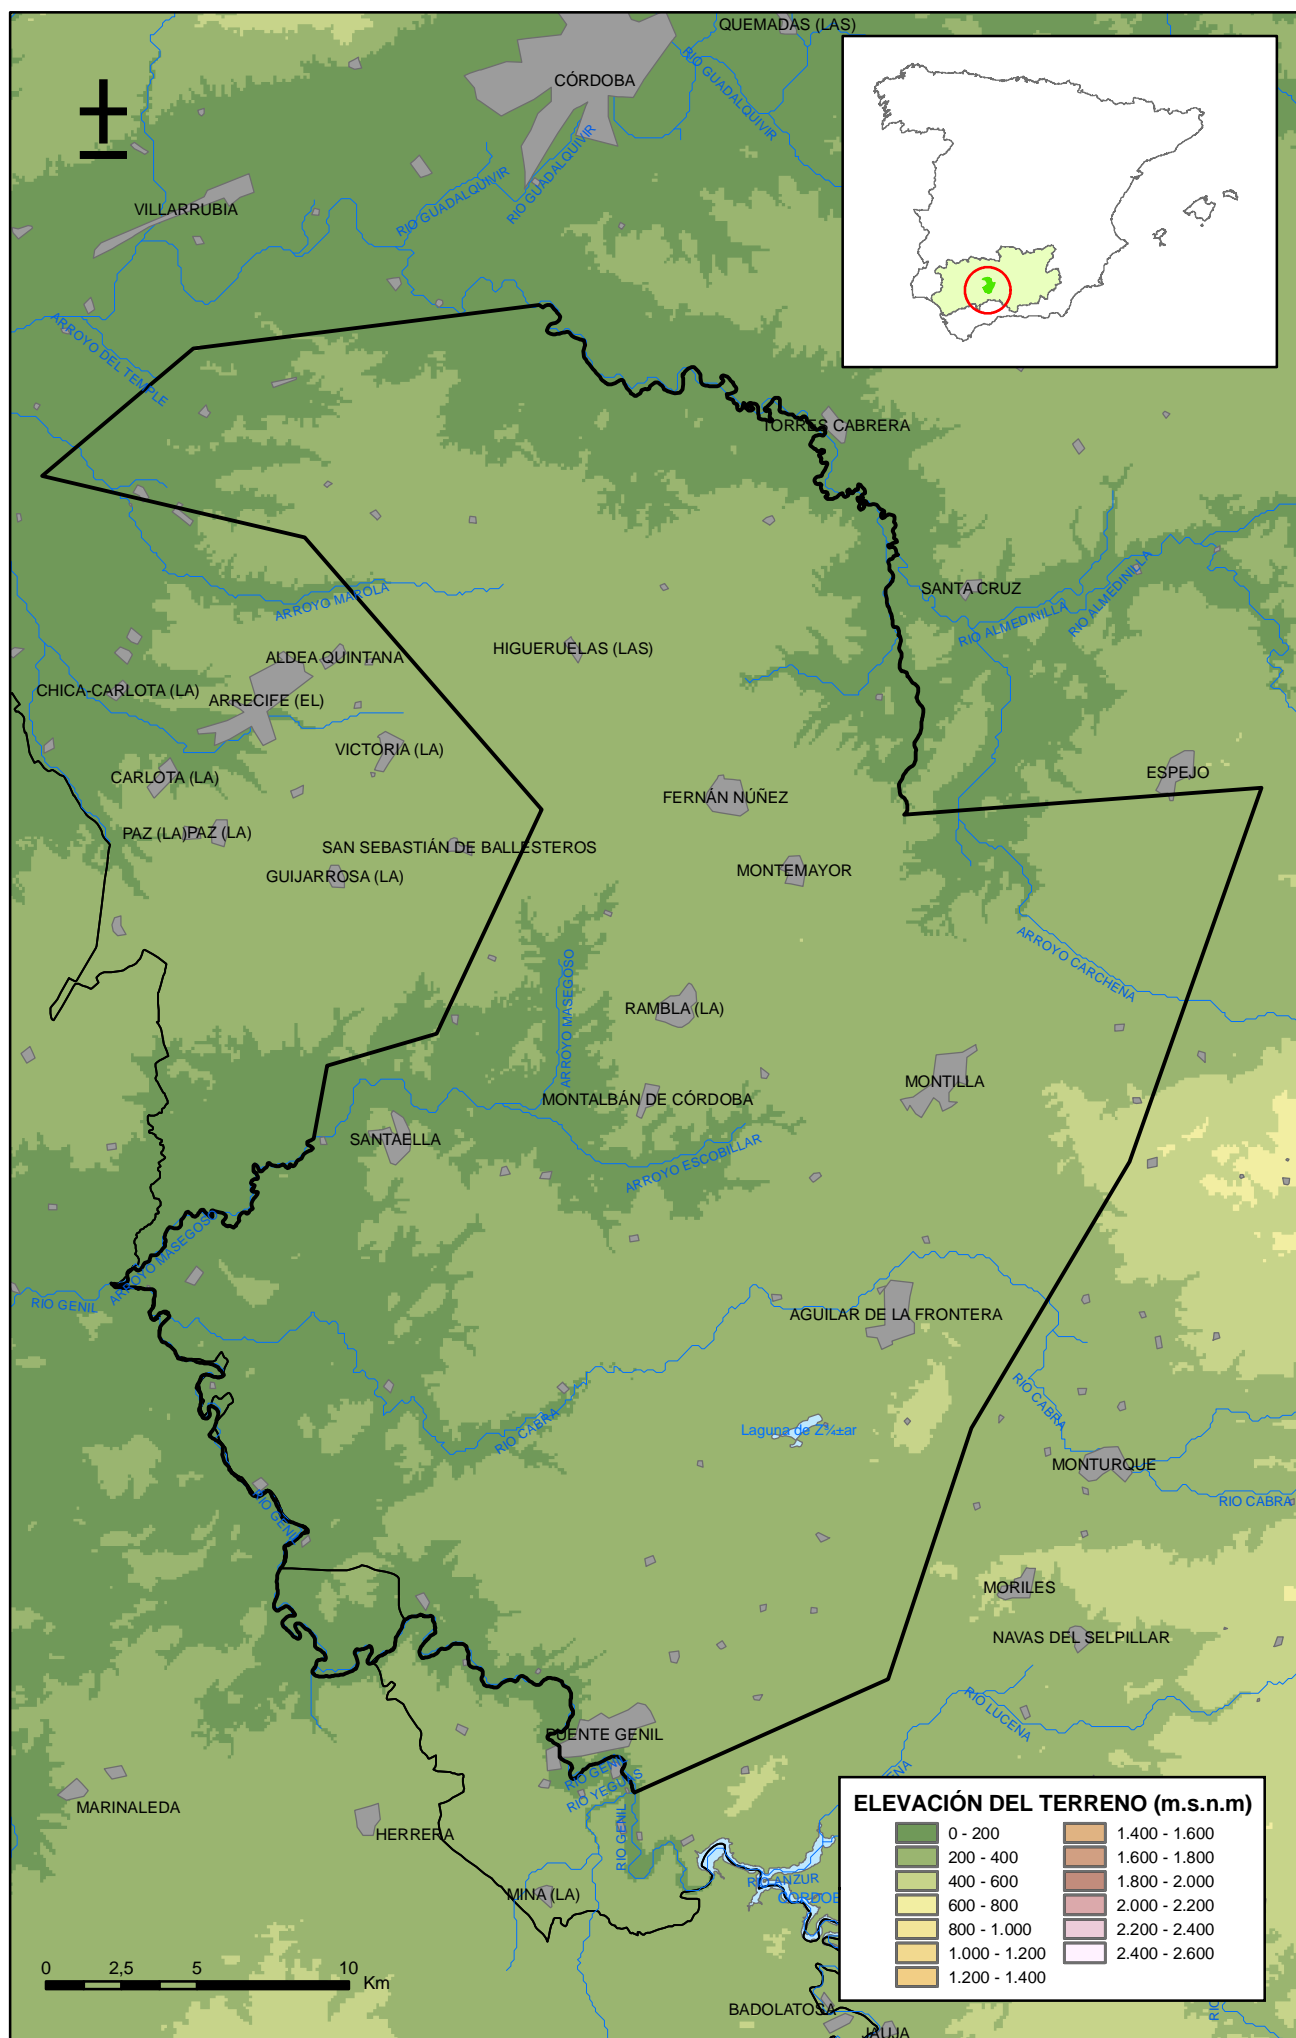 QUEMADAS (LAS)
CÓRDOBA
RIO GUADALQUIVIR
RIO GUADALQUIVIR
RIO GUADALQUIVIR
VILLARRUBIA
ARROYO DEL TEMPLE
TORRES CABRERA
SANTA CRUZ
RIO ALMEDINILLA
RIO ALMEDINILLA
ARROYO MAROLA
ALDEA QUINTANA
HIGUERUELAS (LAS)
CHICA-CARLOTA (LA)
ARRECIFE (EL)
VICTORIA (LA)
CARLOTA (LA)
ESPEJO
FERNÁN NÚÑEZ
PAZ (LA)
PAZ (LA)
SAN SEBASTIÁN DE BALLESTEROS
GUIJARROSA (LA)
MONTEMAYOR
ARROYO CARCHENA
ARROYO MASEGOSO
RAMBLA (LA)
MONTILLA
MONTALBÁN DE CÓRDOBA
SANTAELLA
ARROYO ESCOBILLAR
ARROYO MASEGOSO
RIO GENIL
AGUILAR DE LA FRONTERA
RIO CABRA
RIO CABRA
Laguna de Z¾±ar
MONTURQUE
RIO CABRA
RIO GENIL
MORILES
NAVAS DEL SELPILLAR
RIO LUCENA
PUENTE GENIL
RIO GENIL
RIO YEGUAS
RIO GENIL
MARINALEDA
HERRERA
MINA (LA)
RIO ANZUR
BADOLATOSA
JAUJA
ELEVACIÓN DEL TERRENO (m.s.n.m)
0 - 200
200 - 400
400 - 600
600 - 800
800 - 1.000
1.000 - 1.200
1.200 - 1.400
1.400 - 1.600
1.600 - 1.800
1.800 - 2.000
2.000 - 2.200
2.200 - 2.400
2.400 - 2.600
0 2,5 5 10 Km